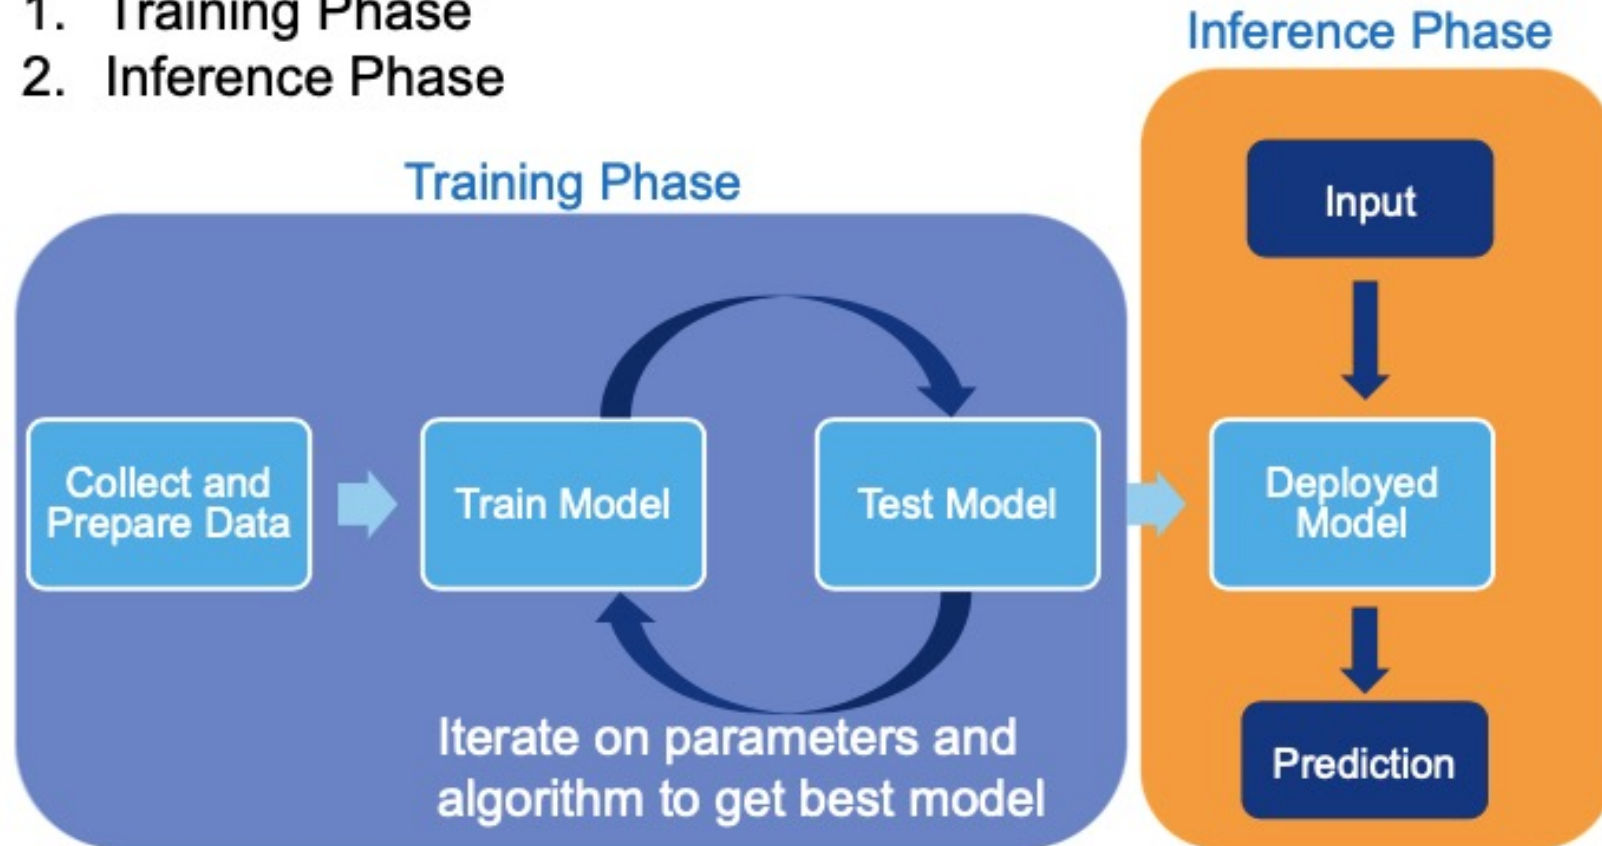 1. Training Phase
2. Inference Phase
Inference Phase
Training Phase
Input
Collect and
Prepare Data
Train Model
Test Model
Deployed
Model
Iterate on parameters and
algorithm to get best model
Prediction